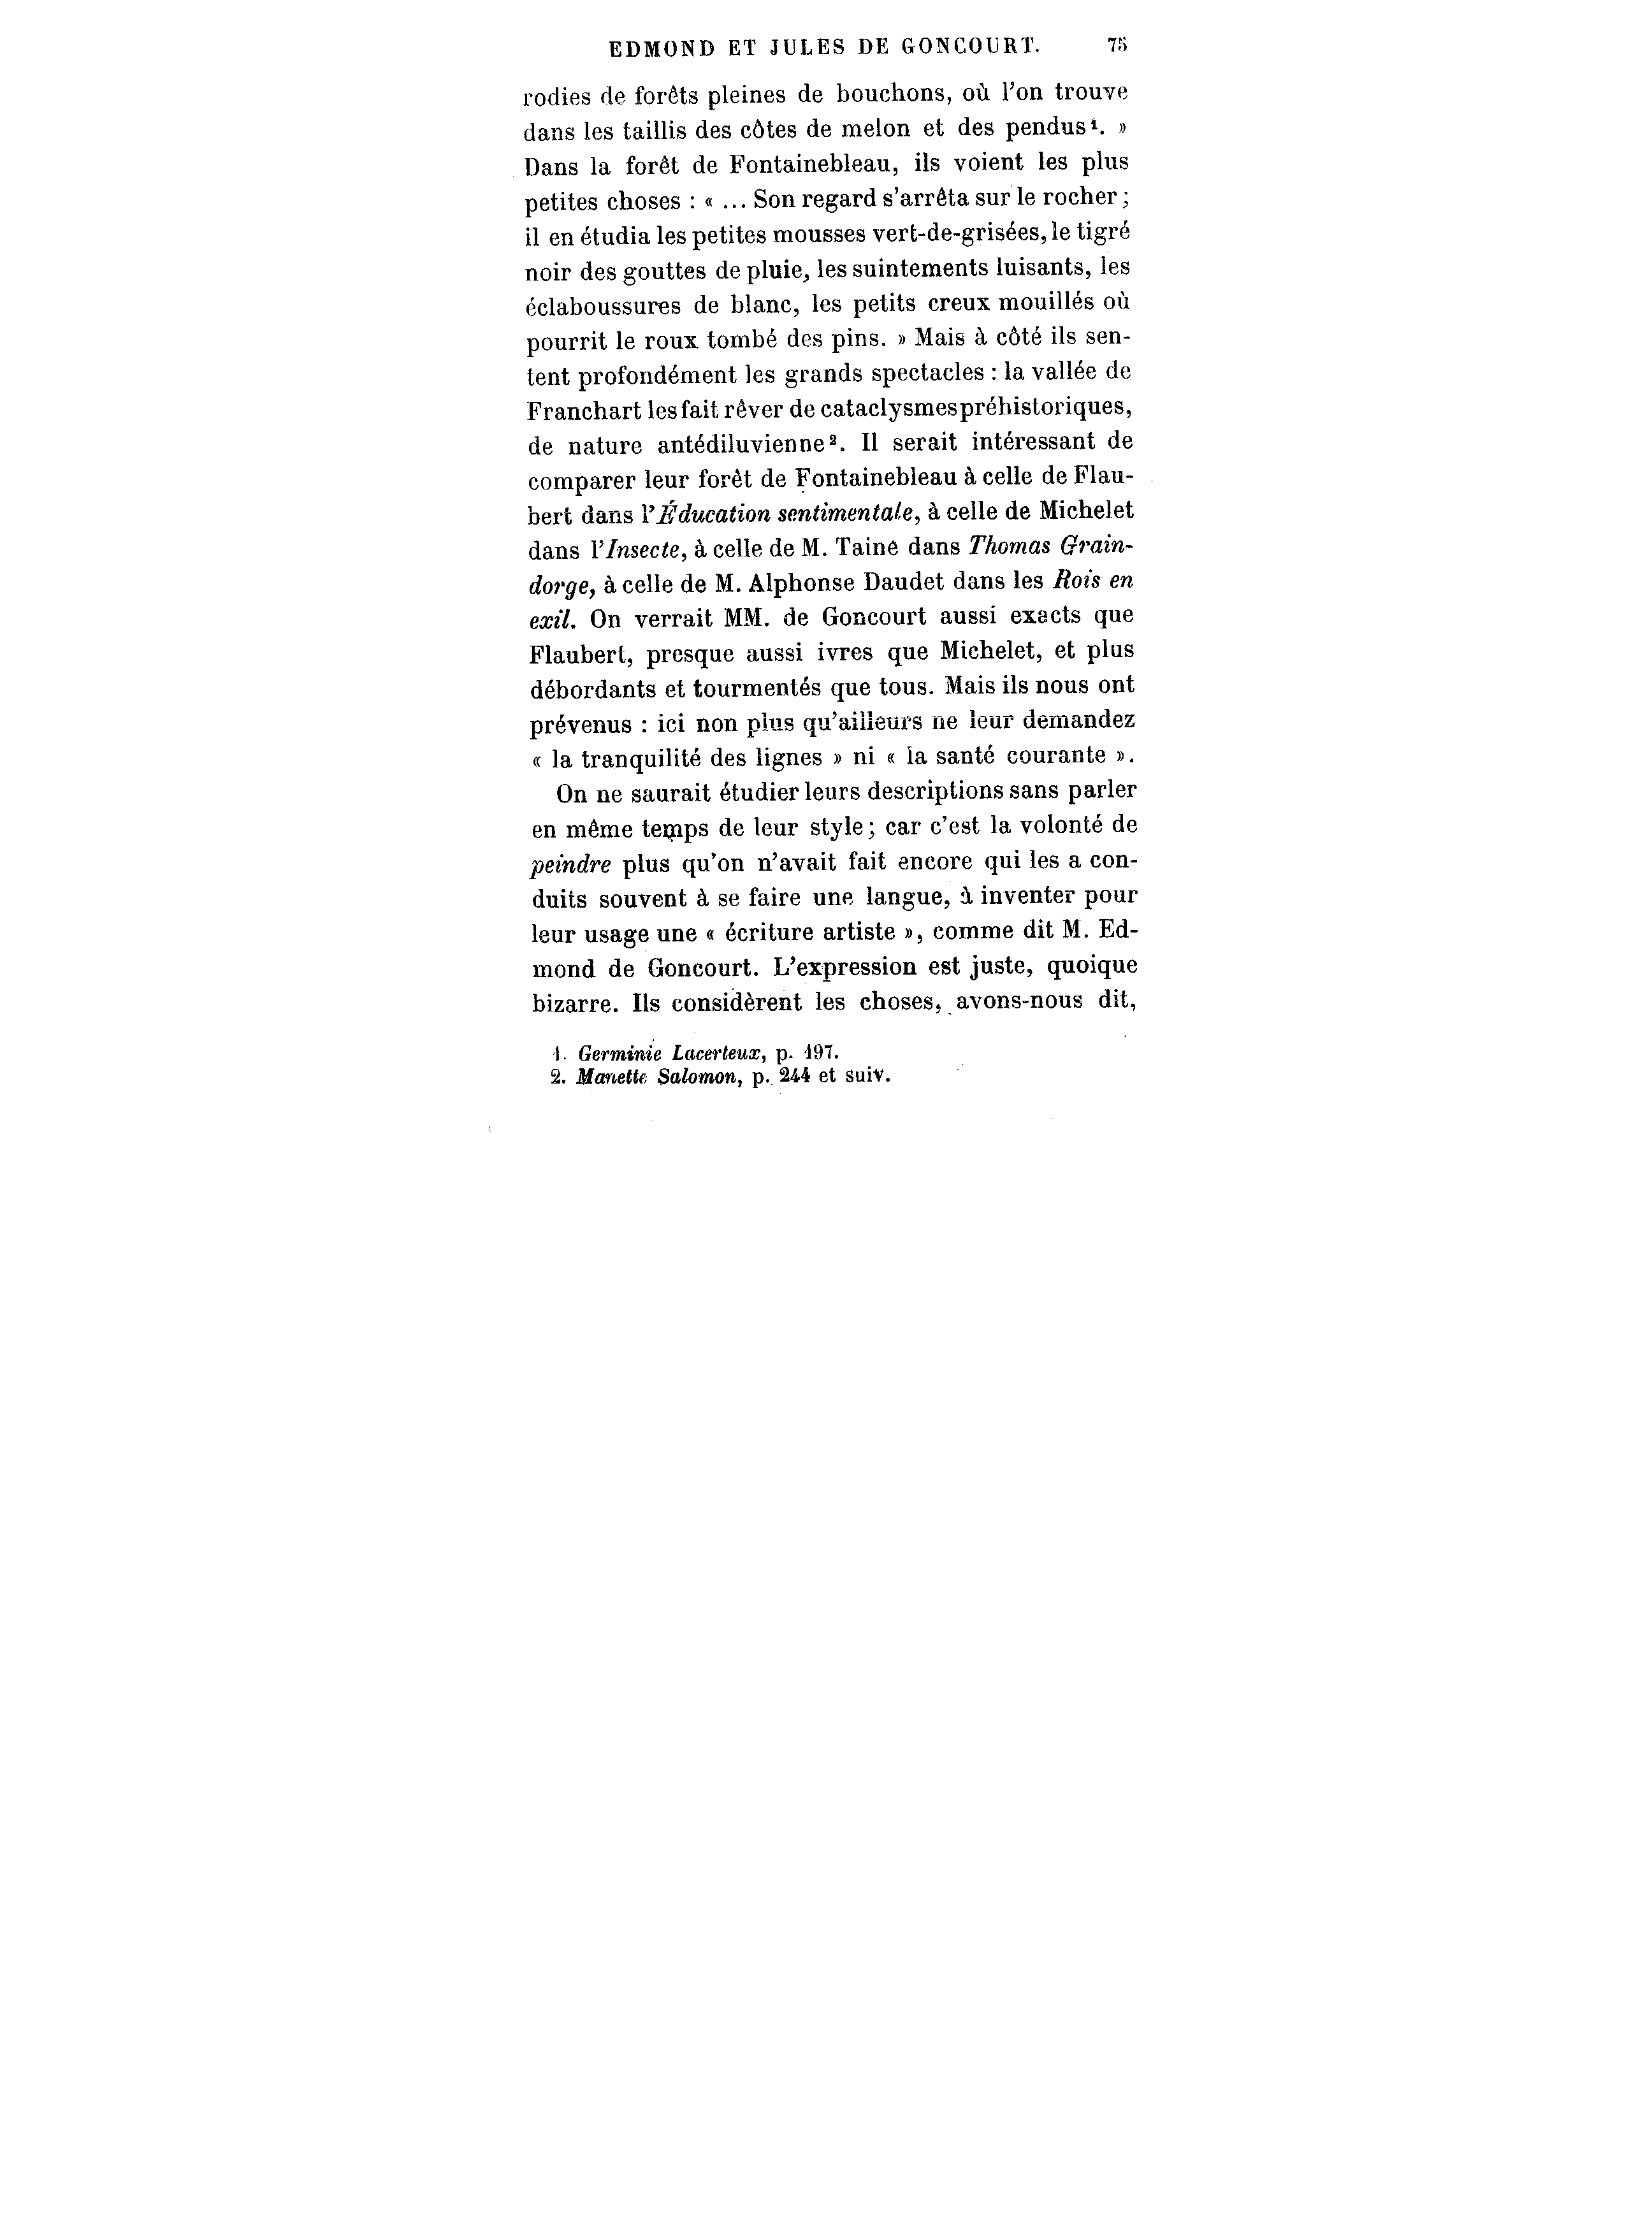 EDMOND ET JULES DE GONCOURT. 75
rodies de forêts pleines de bouchons, où l'on trouve
dans les taillis des côtes de melon et des pendus¹. »
Dans la forêt de Fontainebleau, ils voient les plus
petites choses : « ... Son regard s'arrêta sur le rocher ;
il en étudia les petites mousses vert-de-grisées, le tigré
noir des gouttes de pluie, les suintements luisants, les
éclaboussures de blanc, les petits creux mouillés où
pourrit le roux tombé des pins. » Mais à côté ils sen-
tent profondément les grands spectacles : la vallée de
Franchart les fait rêver de cataclysmes préhistoriques,
de nature antédiluvienne². Il serait intéressant de
comparer leur forêt de Fontainebleau à celle de Flau-
bert dans l'Éducation sentimentale, à celle de Michelet
dans l'Insecte, à celle de M. Taine dans Thomas Grain-
dorge, à celle de M. Alphonse Daudet dans les Rois en
exil. On verrait MM. de Goncourt aussi exacts que
Flaubert, presque aussi ivres que Michelet, et plus
débordants et tourmentés que tous. Mais ils nous ont
prévenus : ici non plus qu'ailleurs ne leur demandez
« la tranquilité des lignes » ni « la santé courante ».
On ne saurait étudier leurs descriptions sans parler
en même temps de leur style ; car c'est la volonté de
peindre plus qu'on n'avait fait encore qui les a con-
duits souvent à se faire une langue, à inventer pour
leur usage une « écriture artiste », comme dit M. Ed-
mond de Goncourt. L'expression est juste, quoique
bizarre. Ils considèrent les choses, avons-nous dit,
1. Germinie Lacerteux, p. 197.
2. Manette Salomon, p. 244 et suiv.